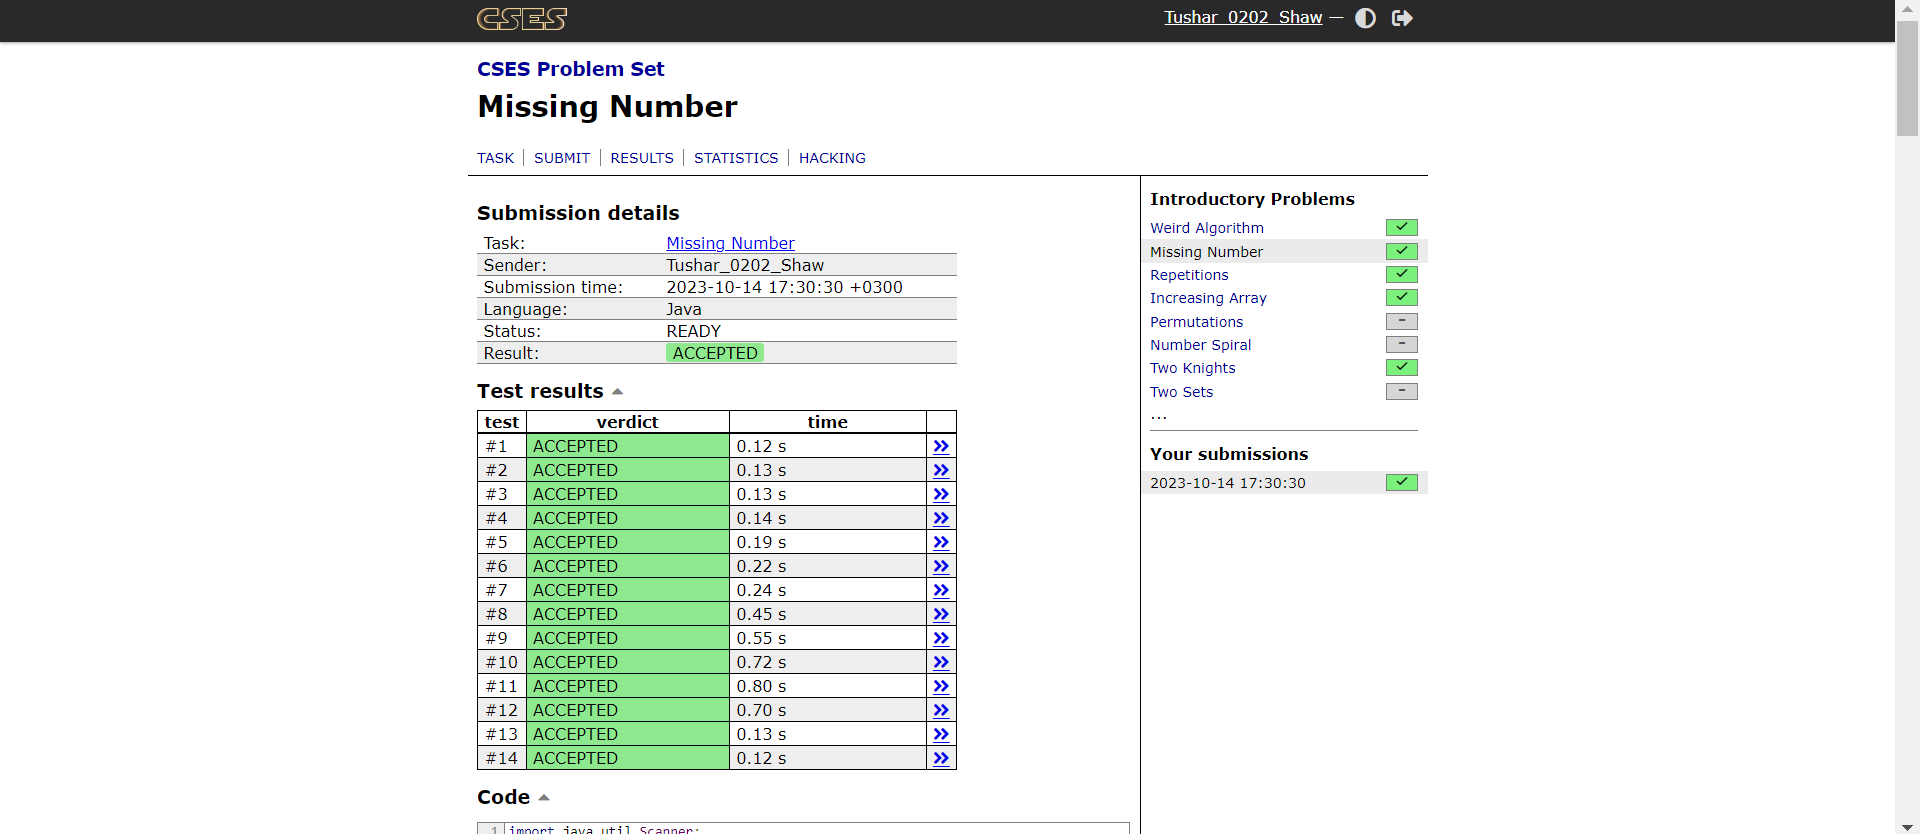 CSES
Tushar_0202_Shaw —
CSES Problem Set
Missing Number
TASK | SUBMIT | RESULTS | STATISTICS | HACKING
Submission details
Task: Missing Number
Sender: Tushar_0202_Shaw
Submission time: 2023-10-14 17:30:30 +0300
Language: Java
Status: READY
Result: ACCEPTED
Test results
test verdict time
#1 ACCEPTED 0.12 s »
#2 ACCEPTED 0.13 s »
#3 ACCEPTED 0.13 s »
#4 ACCEPTED 0.14 s »
#5 ACCEPTED 0.19 s »
#6 ACCEPTED 0.22 s »
#7 ACCEPTED 0.24 s »
#8 ACCEPTED 0.45 s »
#9 ACCEPTED 0.55 s »
#10 ACCEPTED 0.72 s »
#11 ACCEPTED 0.80 s »
#12 ACCEPTED 0.70 s »
#13 ACCEPTED 0.13 s »
#14 ACCEPTED 0.12 s »
Code
1 import java.util.Scanner;
Introductory Problems
Weird Algorithm
Missing Number
Repetitions
Increasing Array
Permutations –
Number Spiral –
Two Knights
Two Sets –
...
Your submissions
2023-10-14 17:30:30